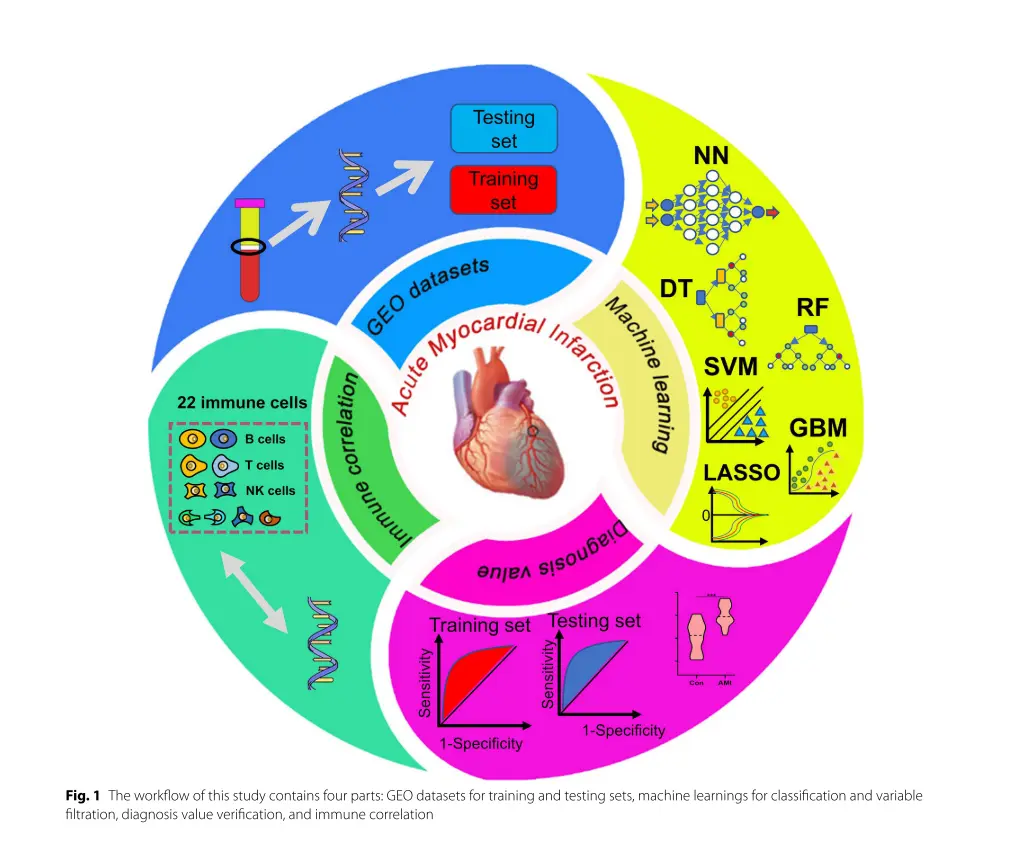 Testing
set
Training
set
GEO datasets
Acute Myocardial Infarction
Machine learning
NN
DT
RF
SVM
GBM
LASSO
0
22 immune cells
B cells
T cells
NK cells
Immune correlation
Diagnosis value
Training set
Sensitivity
1-Specificity
Testing set
Sensitivity
1-Specificity
Con
AMI
Fig. 1 The workflow of this study contains four parts: GEO datasets for training and testing sets, machine learnings for classification and variable
filtration, diagnosis value verification, and immune correlation